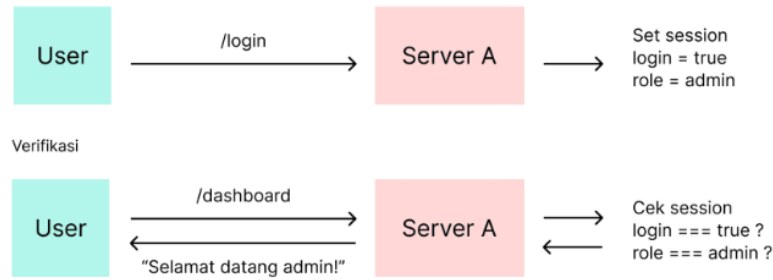 User
/login
Server A
Set session
login = true
role = admin
Verifikasi
User
/dashboard
“Selamat datang admin!”
Server A
Cek session
login === true ?
role === admin ?